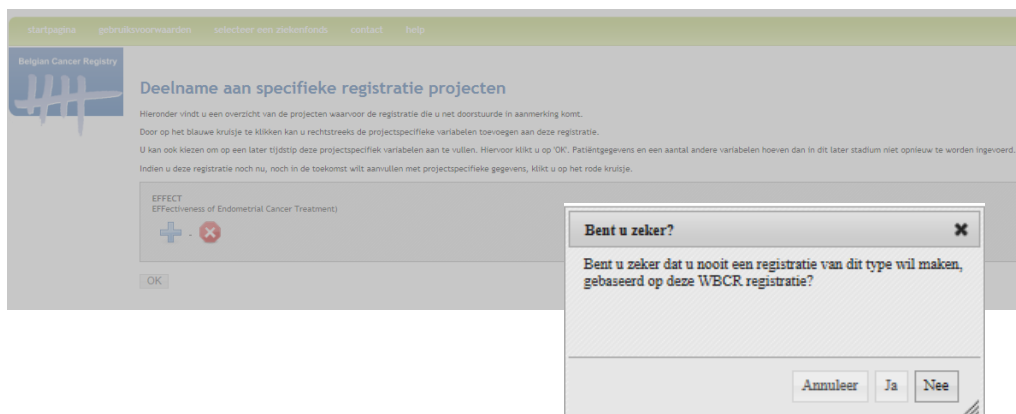 startpagina gebruiksvoorwaarden selecteer een ziekenfonds contact help
Belgian Cancer Registry
Deelname aan specifieke registratie projecten
Hieronder vindt u een overzicht van de projecten waarvoor de registratie die u net doorstuurde in aanmerking komt.
Door op het blauwe kruisje te klikken kan u rechtstreeks de projectspecifieke variabelen toevoegen aan deze registratie.
U kan ook kiezen om op een later tijdstip deze projectspecifiek variabelen aan te vullen. Hiervoor klikt u op 'OK'. Patiëntgegevens en een aantal andere variabelen hoeven dan in dit later stadium niet opnieuw te worden ingevoerd.
Indien u deze registratie noch nu, noch in de toekomst wilt aanvullen met projectspecifieke gegevens, klikt u op het rode kruisje.
EFFECT
EFFectiveness of Endometrial Cancer Treatment)
-
OK
Bent u zeker?
Bent u zeker dat u nooit een registratie van dit type wil maken,
gebaseerd op deze WBCR registratie?
Annuleer Ja Nee